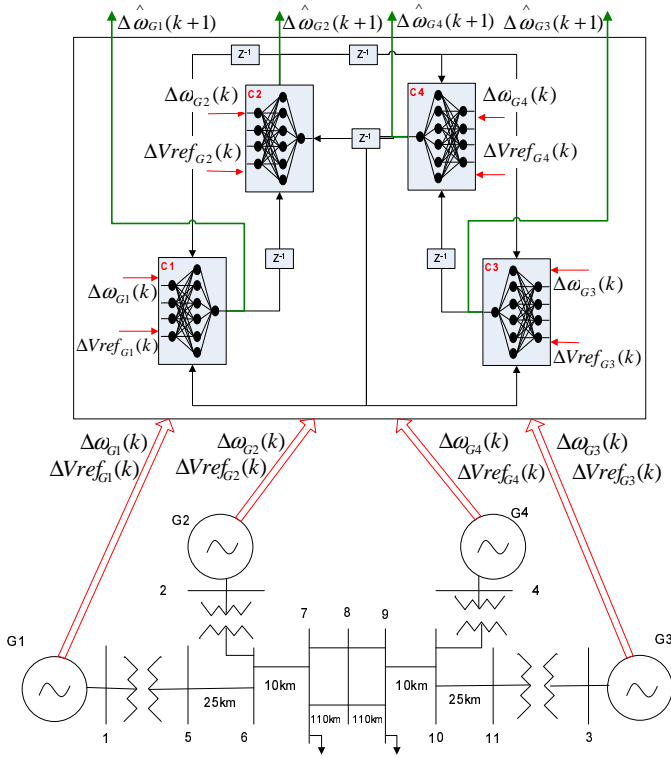 Δω̂G1(k+1)
Δω̂G2(k+1)
Δω̂G4(k+1)
Δω̂G3(k+1)
Z⁻¹
Z⁻¹
C2
C4
ΔωG2(k)
ΔVrefG2(k)
Z⁻¹
ΔωG4(k)
ΔVrefG4(k)
Z⁻¹
Z⁻¹
C1
C3
ΔωG1(k)
ΔVrefG1(k)
ΔωG3(k)
ΔVrefG3(k)
ΔωG1(k)
ΔVrefG1(k)
ΔωG2(k)
ΔVrefG2(k)
ΔωG4(k)
ΔVrefG4(k)
ΔωG3(k)
ΔVrefG3(k)
G2
G4
2
4
7
8
9
G1
G3
10km
10km
25km
25km
110km
110km
1
5
6
10
11
3